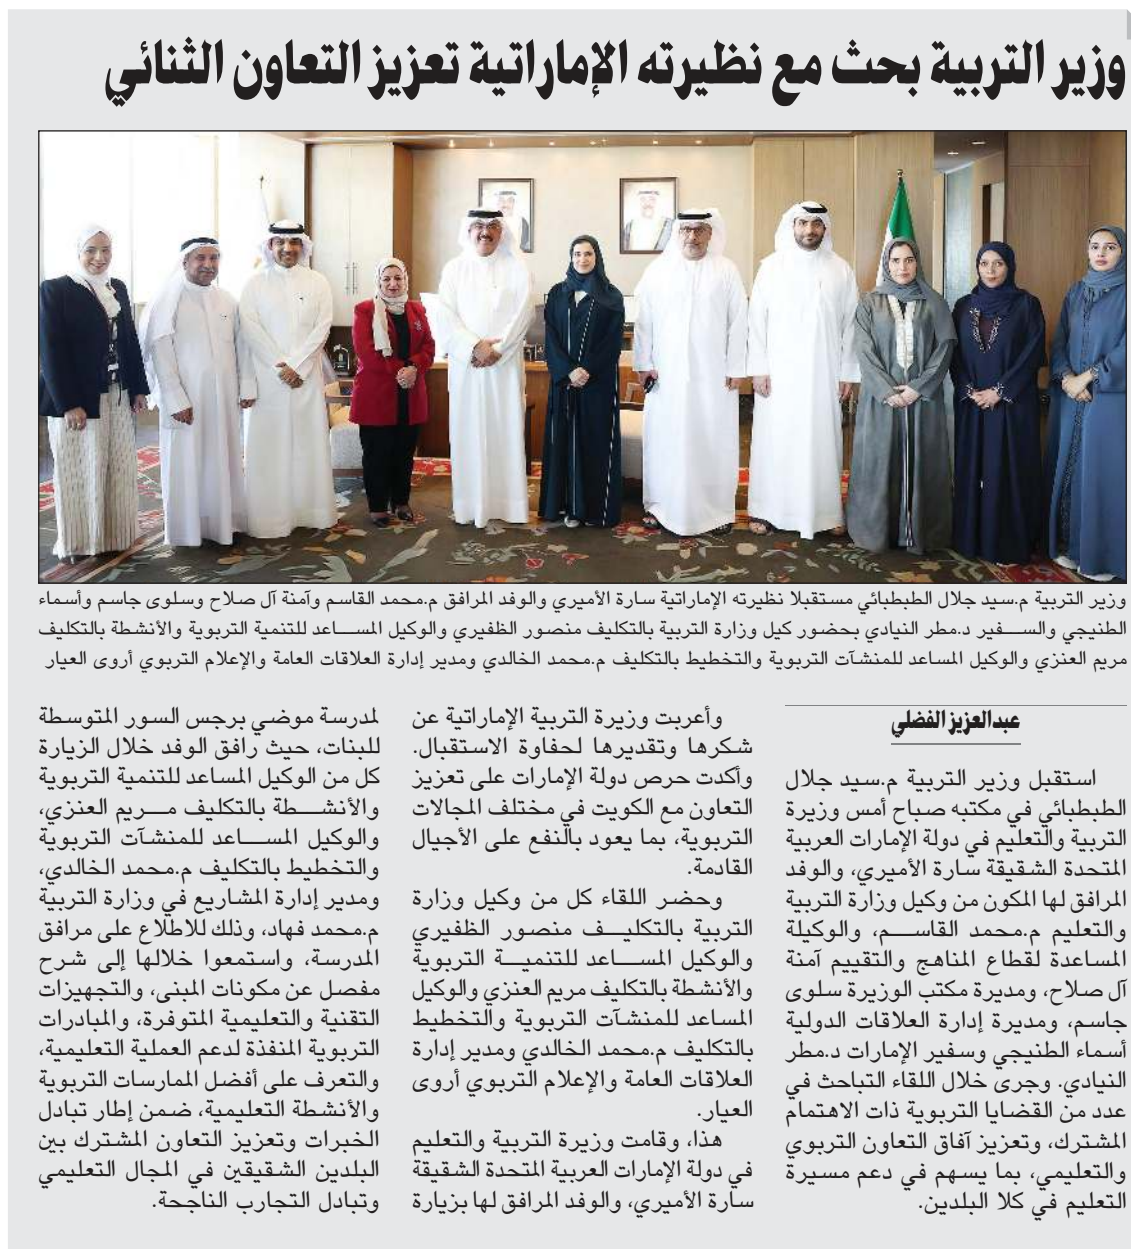 وزير التربية بحث مع نظيرته الإماراتية تعزيز التعاون الثنائي
وزير التربية م.سيد جلال الطبطبائي مستقبلا نظيرته الإماراتية سارة الأميري والوفد المرافق م.محمد القاسم وآمنة آل صلاح وسلوى جاسم وأسماء
الطنيجي والســـفير د.مطر النيادي بحضور كيل وزارة التربية بالتكليف منصور الظفيري والوكيل المســـاعد للتنمية التربوية والأنشطة بالتكليف
مريم العنزي والوكيل المساعد للمنشآت التربوية والتخطيط بالتكليف م.محمد الخالدي ومدير إدارة العلاقات العامة والإعلام التربوي أروى العيار
عبدالعزيز الفضلي
استقبل وزير التربية م.سيد جلال
الطبطبائي في مكتبه صباح أمس وزيرة
التربية والتعليم في دولة الإمارات العربية
المتحدة الشقيقة سارة الأميري، والوفد
المرافق لها المكون من وكيل وزارة التربية
والتعليم م.محمد القاســـم، والوكيلة
المساعدة لقطاع المناهج والتقييم آمنة
آل صلاح، ومديرة مكتب الوزيرة سلوى
جاسم، ومديرة إدارة العلاقات الدولية
أسماء الطنيجي وسفير الإمارات د.مطر
النيادي. وجرى خلال اللقاء التباحث في
عدد من القضايا التربوية ذات الاهتمام
المشترك، وتعزيز آفاق التعاون التربوي
والتعليمي، بما يسهم في دعم مسيرة
التعليم في كلا البلدين.
وأعربت وزيرة التربية الإماراتية عن
شكرها وتقديرها لحفاوة الاستقبال.
وأكدت حرص دولة الإمارات على تعزيز
التعاون مع الكويت في مختلف المجالات
التربوية، بما يعود بالنفع على الأجيال
القادمة.
وحضر اللقاء كل من وكيل وزارة
التربية بالتكليـــف منصور الظفيري
والوكيل المســـاعد للتنميـــة التربوية
والأنشطة بالتكليف مريم العنزي والوكيل
المساعد للمنشآت التربوية والتخطيط
بالتكليف م.محمد الخالدي ومدير إدارة
العلاقات العامة والإعلام التربوي أروى
العيار.
هذا، وقامت وزيرة التربية والتعليم
في دولة الإمارات العربية المتحدة الشقيقة
سارة الأميري، والوفد المرافق لها بزيارة
لمدرسة موضي برجس السور المتوسطة
للبنات، حيث رافق الوفد خلال الزيارة
كل من الوكيل المساعد للتنمية التربوية
والأنشـــطة بالتكليف مـــريم العنزي،
والوكيل المســـاعد للمنشـآت التربوية
والتخطيط بالتكليف م.محمد الخالدي،
ومدير إدارة المشاريع في وزارة التربية
م.محمد فهاد، وذلك للاطلاع على مرافق
المدرسة، واستمعوا خلالها إلى شرح
مفصل عن مكونات المبنى، والتجهيزات
التقنية والتعليمية المتوفرة، والمبادرات
التربوية المنفذة لدعم العملية التعليمية،
والتعرف على أفضل الممارسات التربوية
والأنشطة التعليمية، ضمن إطار تبادل
الخبرات وتعزيز التعاون المشترك بين
البلدين الشقيقين في المجال التعليمي
وتبادل التجارب الناجحة.